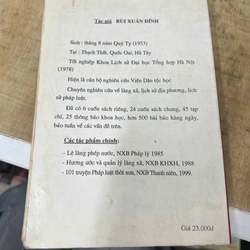 Tác giả BÙI XUÂN ĐÍNH
Sinh : tháng 8 năm Quý Tỵ (1953)
Tại : Thạch Thất, Quốc Oai, Hà Tây
Tốt nghiệp Khoa Lịch sử Đại học Tổng hợp Hà Nội
(1978)
Hiện là cán bộ nghiên cứu Viện Dân tộc học
Chuyên nghiên cứu về làng xã, lịch sử địa phương, lịch
sử pháp luật.
Đã có 6 cuốn sách riêng, 24 cuốn sách chung, 45 tạp
chí, 25 thông báo khoa học, hơn 500 bài báo hàng ngày,
báo tuần về các vấn đề trên.
Các tác phẩm chính:
- Lệ làng phép nước, NXB Pháp lý 1985
- Hương ước và quản lý làng xã, NXB KHXH, 1988
- 101 truyện Pháp luật thời xưa, NXB Thanh niên, 1999.
Giá 23.000đ